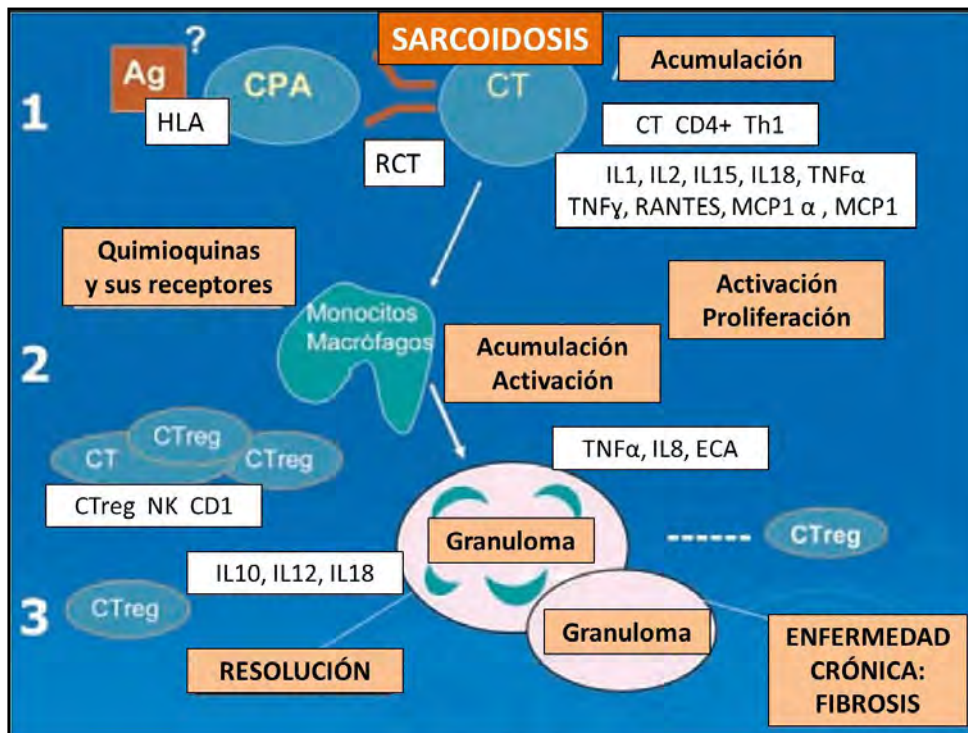 SARCOIDOSIS
?
Ag
CPA
CT
Acumulación
1
HLA
RCT
CT CD4+ Th1
IL1, IL2, IL15, IL18, TNFα
TNFɣ, RANTES, MCP1 α , MCP1
Quimioquinas
y sus receptores
Activación
Proliferación
Monocitos
Macrófagos
2
Acumulación
Activación
CTreg
CT
CTreg
CTreg NK CD1
TNFα, IL8, ECA
Granuloma
CTreg
IL10, IL12, IL18
3
CTreg
Granuloma
RESOLUCIÓN
ENFERMEDAD
CRÓNICA:
FIBROSIS